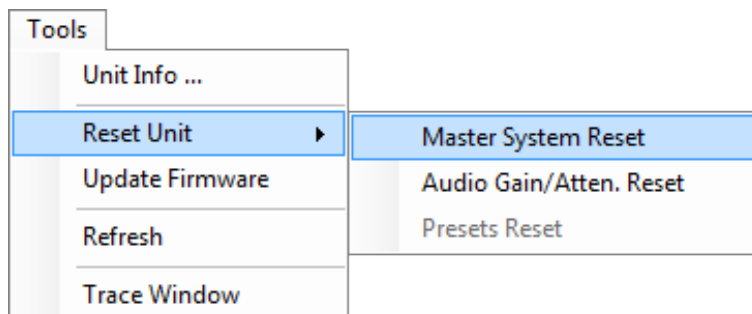 Tools
Unit Info ...
Reset Unit
Update Firmware
Refresh
Trace Window
Master System Reset
Audio Gain/Atten. Reset
Presets Reset